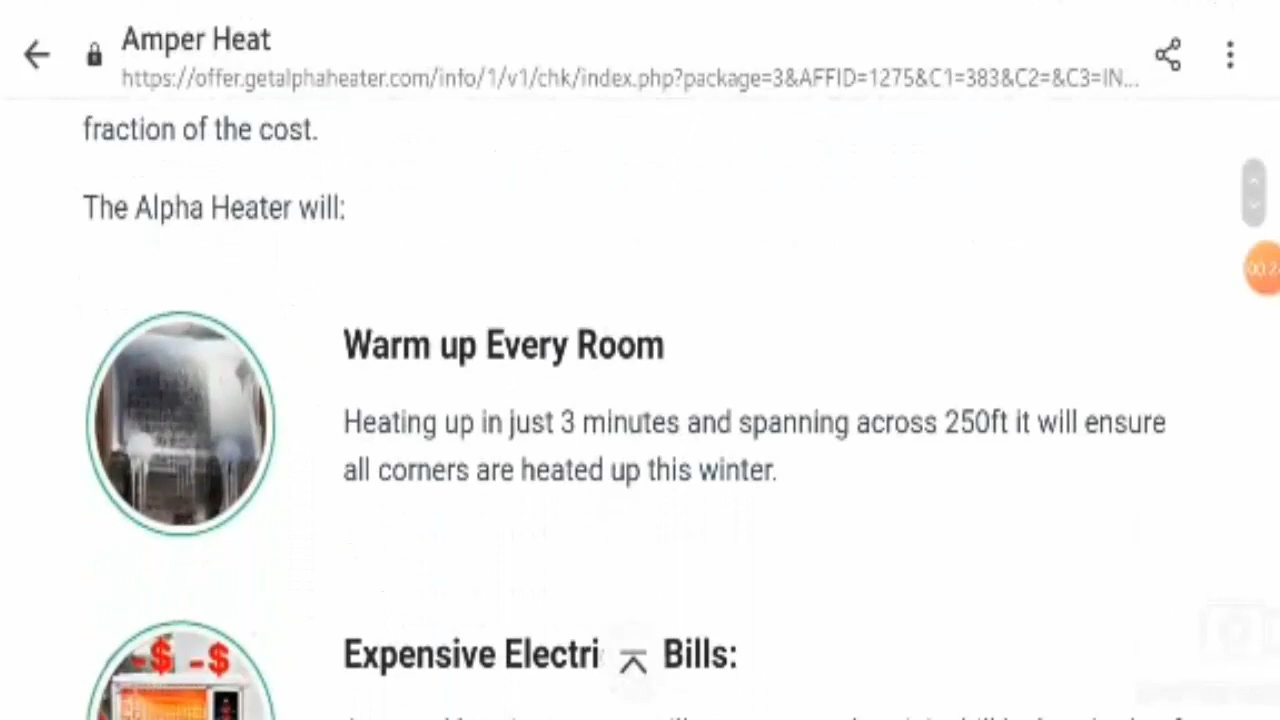 Amper Heat
https://offer.getalphaheater.com/info/1/v1/chk/index.php?package=3&AFFID=1275&C1=383&C2=&C3=IN...
fraction of the cost.
The Alpha Heater will:
Warm up Every Room
Heating up in just 3 minutes and spanning across 250ft it will ensure
all corners are heated up this winter.
-$ -$
Expensive Electri Bills: